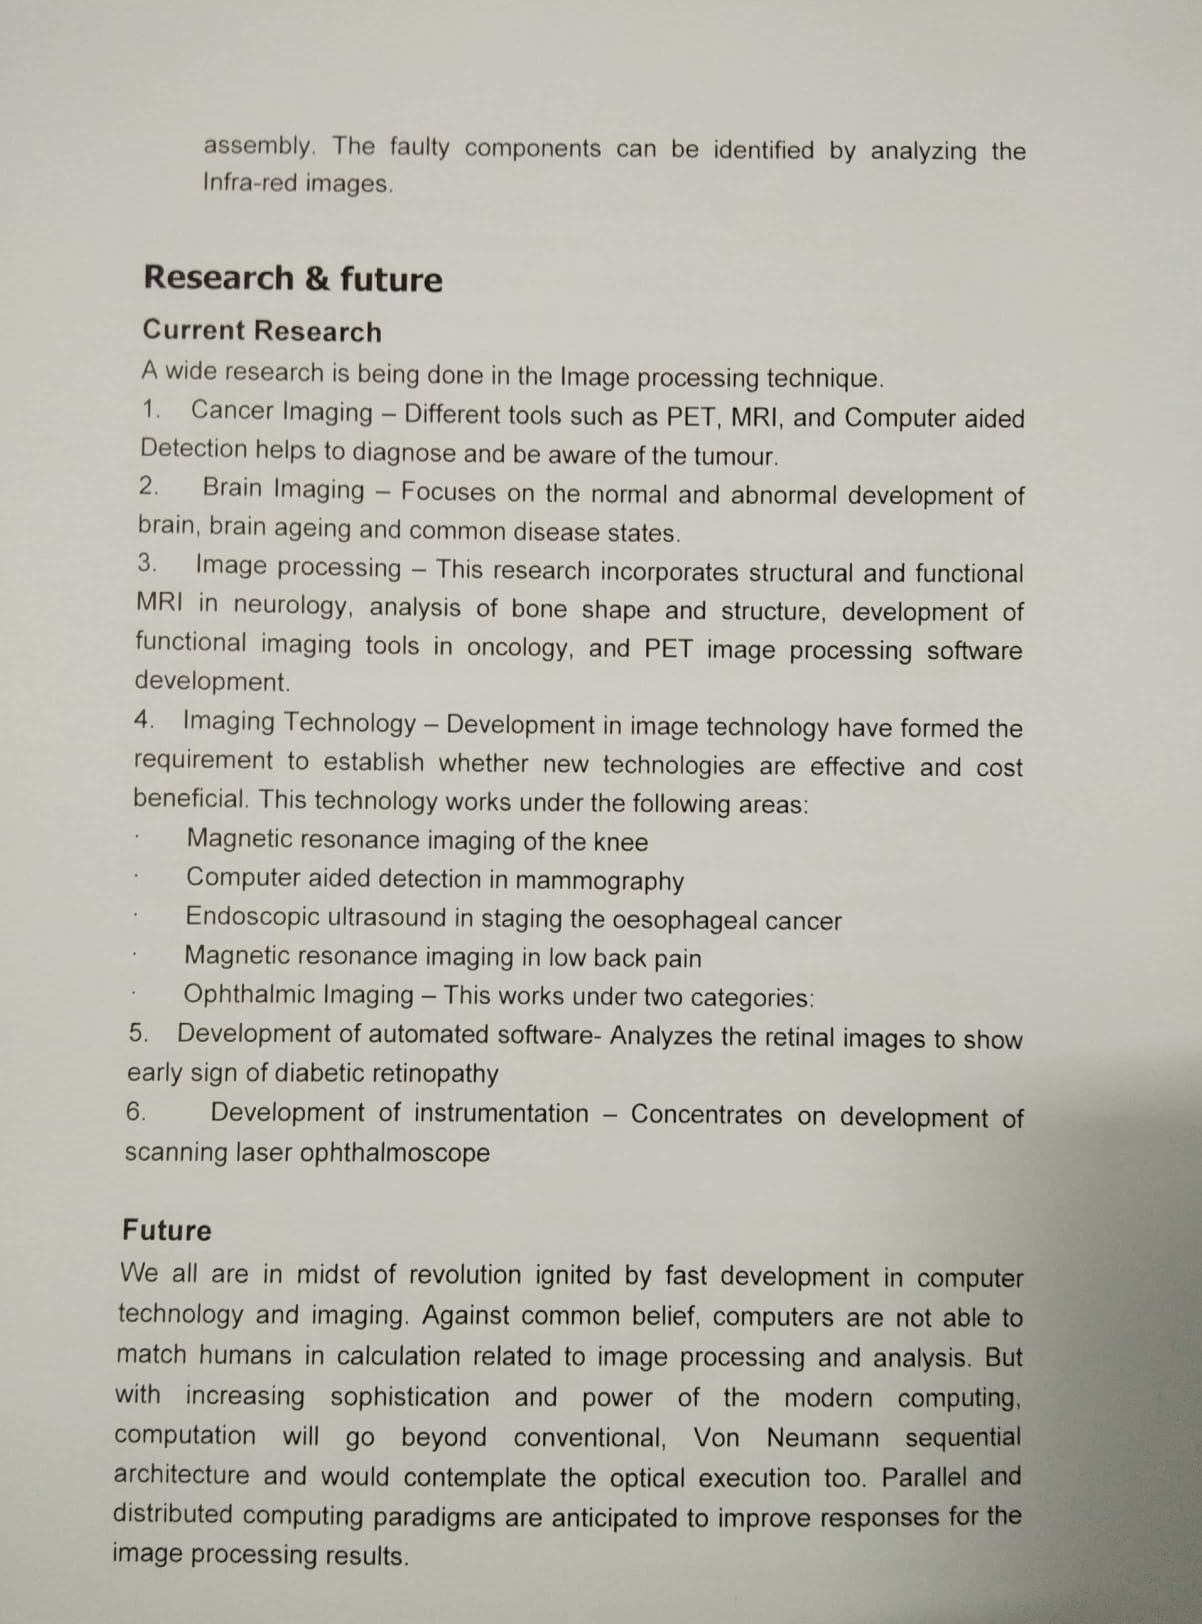 assembly. The faulty components can be identified by analyzing the
Infra-red images.
Research & future
Current Research
A wide research is being done in the Image processing technique.
1. Cancer Imaging – Different tools such as PET, MRI, and Computer aided
Detection helps to diagnose and be aware of the tumour.
2. Brain Imaging – Focuses on the normal and abnormal development of
brain, brain ageing and common disease states.
3. Image processing – This research incorporates structural and functional
MRI in neurology, analysis of bone shape and structure, development of
functional imaging tools in oncology, and PET image processing software
development.
4. Imaging Technology – Development in image technology have formed the
requirement to establish whether new technologies are effective and cost
beneficial. This technology works under the following areas:
· Magnetic resonance imaging of the knee
· Computer aided detection in mammography
· Endoscopic ultrasound in staging the oesophageal cancer
· Magnetic resonance imaging in low back pain
· Ophthalmic Imaging – This works under two categories:
5. Development of automated software- Analyzes the retinal images to show
early sign of diabetic retinopathy
6. Development of instrumentation – Concentrates on development of
scanning laser ophthalmoscope
Future
We all are in midst of revolution ignited by fast development in computer
technology and imaging. Against common belief, computers are not able to
match humans in calculation related to image processing and analysis. But
with increasing sophistication and power of the modern computing,
computation will go beyond conventional, Von Neumann sequential
architecture and would contemplate the optical execution too. Parallel and
distributed computing paradigms are anticipated to improve responses for the
image processing results.